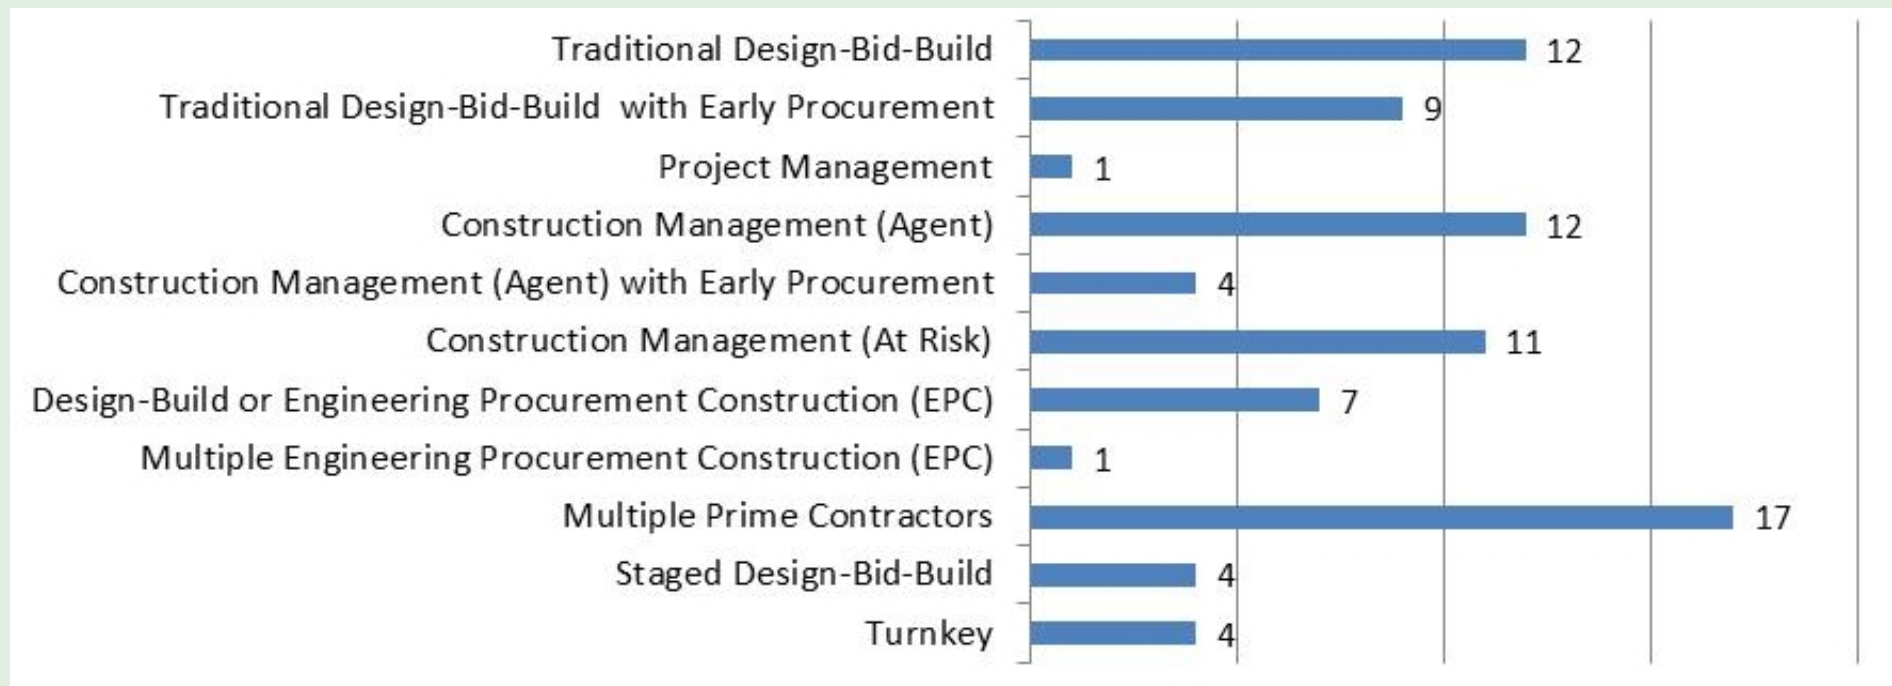 Traditional Design-Bid-Build 12
Traditional Design-Bid-Build with Early Procurement 9
Project Management 1
Construction Management (Agent) 12
Construction Management (Agent) with Early Procurement 4
Construction Management (At Risk) 11
Design-Build or Engineering Procurement Construction (EPC) 7
Multiple Engineering Procurement Construction (EPC) 1
Multiple Prime Contractors 17
Staged Design-Bid-Build 4
Turnkey 4